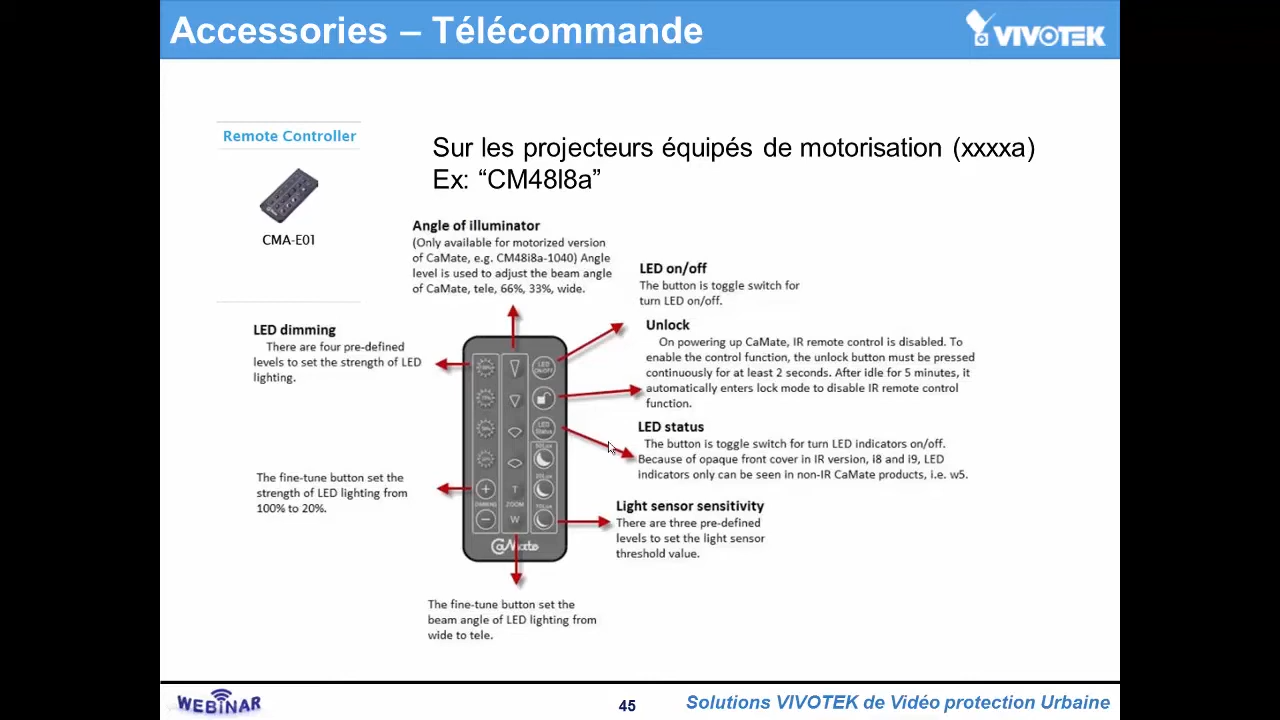 Accessories – Télécommande
VIVOTEK
Remote Controller
CMA-E01
Sur les projecteurs équipés de motorisation (xxxxa)
Ex: “CM48I8a”
Angle of illuminator
(Only available for motorized version
of CaMate, e.g. CM48i8a-1040) Angle
level is used to adjust the beam angle
of CaMate, tele, 66%, 33%, wide.
LED on/off
The button is toggle switch for
turn LED on/off.
Unlock
On powering up CaMate, IR remote control is disabled. To
enable the control function, the unlock button must be pressed
continuously for at least 2 seconds. After idle for 5 minutes, it
automatically enters lock mode to disable IR remote control
function.
LED dimming
There are four pre-defined
levels to set the strength of LED
lighting.
LED status
The button is toggle switch for turn LED indicators on/off.
Because of opaque front cover in IR version, i8 and i9, LED
indicators only can be seen in non-IR CaMate products, i.e. w5.
The fine-tune button set the
strength of LED lighting from
100% to 20%.
Light sensor sensitivity
There are three pre-defined
levels to set the light sensor
threshold value.
LED
ON/OFF
LED
Status
T
ZOOM
W
CaMate
The fine-tune button set the
beam angle of LED lighting from
wide to tele.
WEBINAR
45
Solutions VIVOTEK de Vidéo protection Urbaine